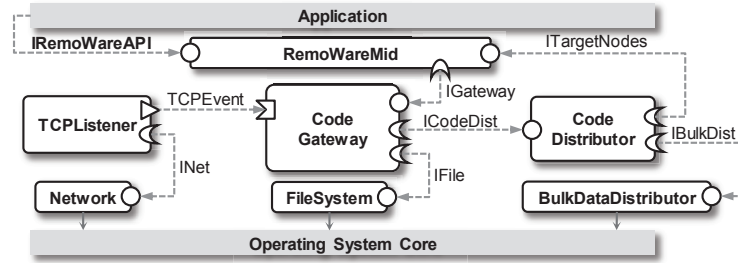 Application
IRemoWareAPI
RemoWareMid
ITargetNodes
TCPListener
TCPEvent
Code
Gateway
IGateway
ICodeDist
Code
Distributor
IBulkDist
INet
IFile
Network
FileSystem
BulkDataDistributor
Operating System Core